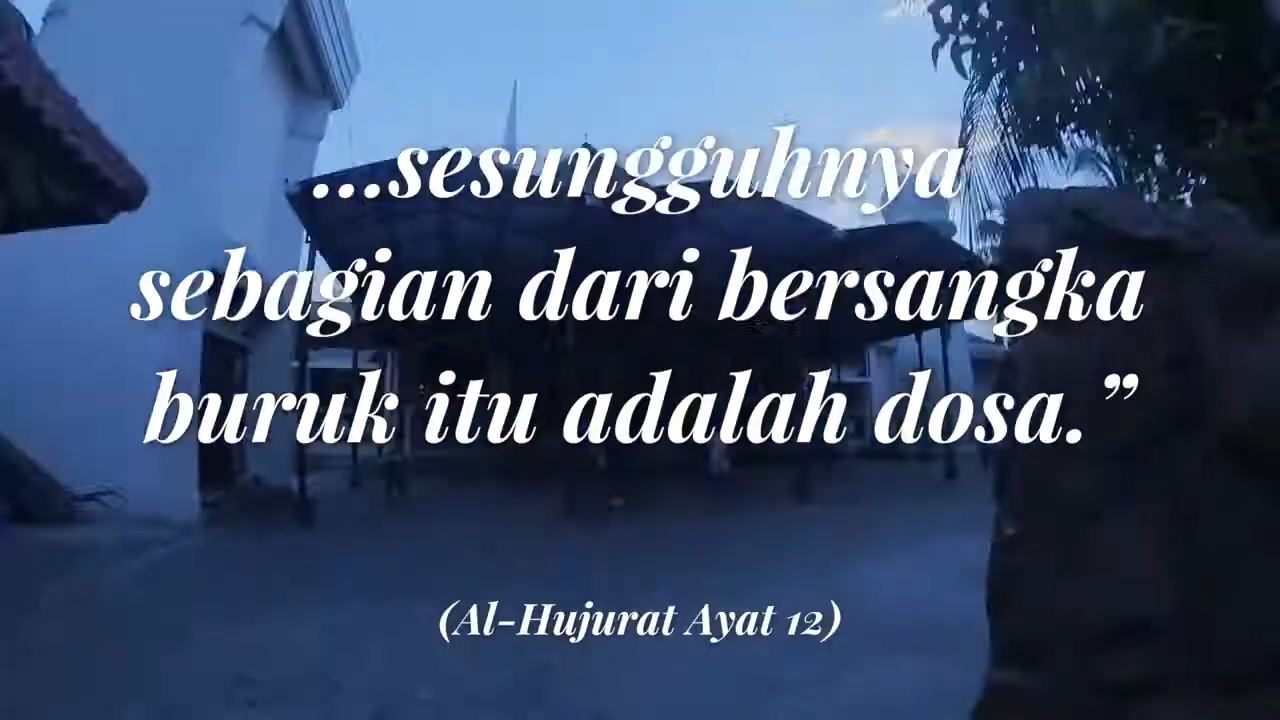 ...sesungguhnya
sebagian dari bersangka
buruk itu adalah dosa.”
(Al-Hujurat Ayat 12)